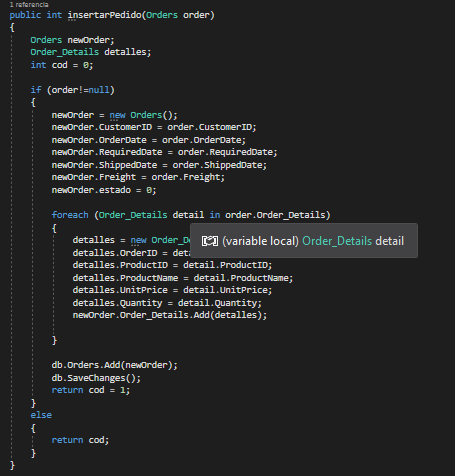 1 referencia
public int insertarPedido(Orders order)
{
Orders newOrder;
Order_Details detalles;
int cod = 0;
if (order!=null)
{
newOrder = new Orders();
newOrder.CustomerID = order.CustomerID;
newOrder.OrderDate = order.OrderDate;
newOrder.RequiredDate = order.RequiredDate;
newOrder.ShippedDate = order.ShippedDate;
newOrder.Freight = order.Freight;
newOrder.estado = 0;
foreach (Order_Details detail in order.Order_Details)
{
detalles = new Order_De
(variable local) Order_Details detail
detalles.OrderID = deta
detalles.ProductID = detail.ProductID;
detalles.ProductName = detail.ProductName;
detalles.UnitPrice = detail.UnitPrice;
detalles.Quantity = detail.Quantity;
newOrder.Order_Details.Add(detalles);
}
db.Orders.Add(newOrder);
db.SaveChanges();
return cod = 1;
}
else
{
return cod;
}
}